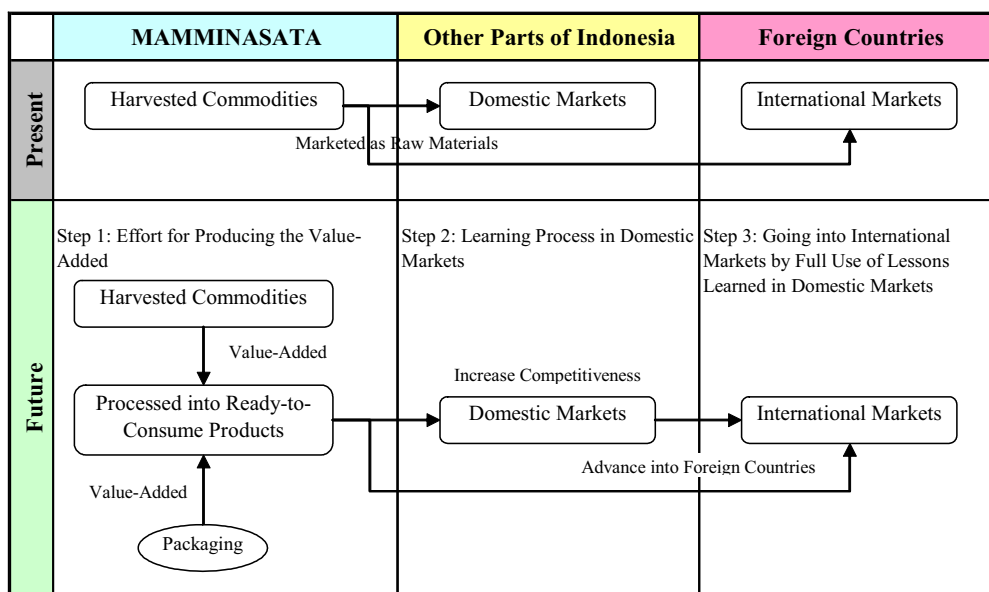 MAMMINASATA
Other Parts of Indonesia
Foreign Countries
Present
Harvested Commodities
Domestic Markets
International Markets
Marketed as Raw Materials
Future
Step 1: Effort for Producing the Value-
Added
Step 2: Learning Process in Domestic
Markets
Step 3: Going into International
Markets by Full Use of Lessons
Learned in Domestic Markets
Harvested Commodities
Value-Added
Processed into Ready-to-
Consume Products
Increase Competitiveness
Domestic Markets
International Markets
Advance into Foreign Countries
Value-Added
Packaging